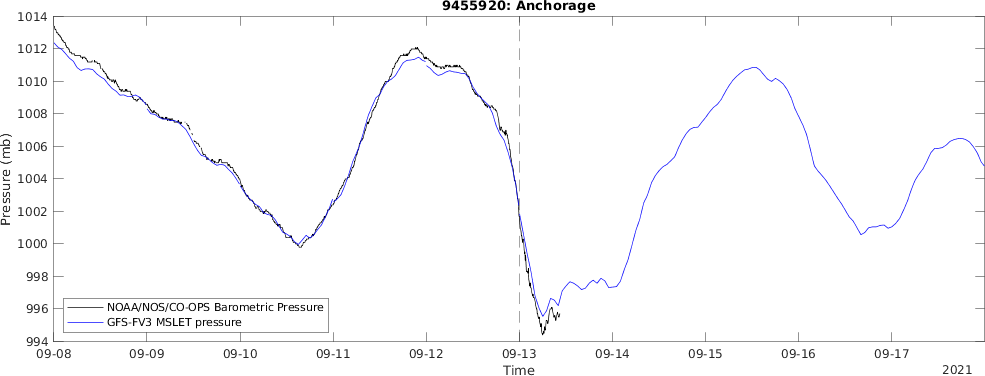 9455920: Anchorage
1014
1012
1010
1008
1006
1004
1002
1000
998
996
994
Pressure (mb)
NOAA/NOS/CO-OPS Barometric Pressure
GFS-FV3 MSLET pressure
09-08 09-09 09-10 09-11 09-12 09-13 09-14 09-15 09-16 09-17
Time
2021